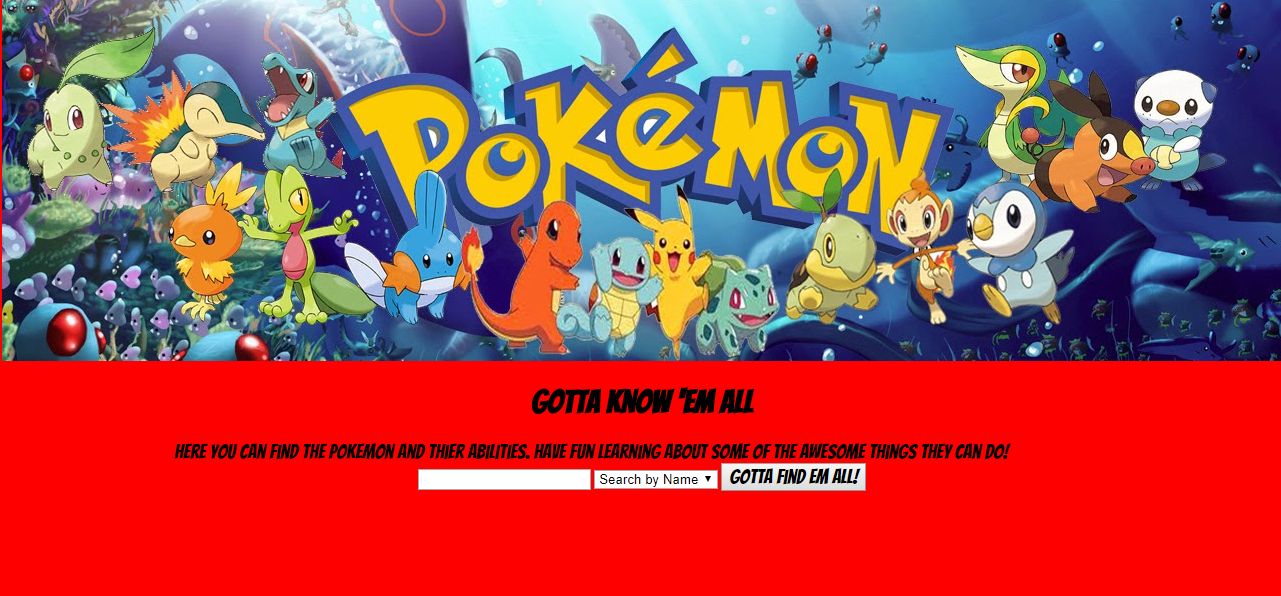 POKéMON
GOTTA KNOW "EM ALL
HERE YOU CAN FIND THE POKEMON AND THIER ABILITIES. HAVE FUN LEARNING ABOUT SOME OF THE AWESOME THINGS THEY CAN DO!
Search by Name GOTTA FIND EM ALL!